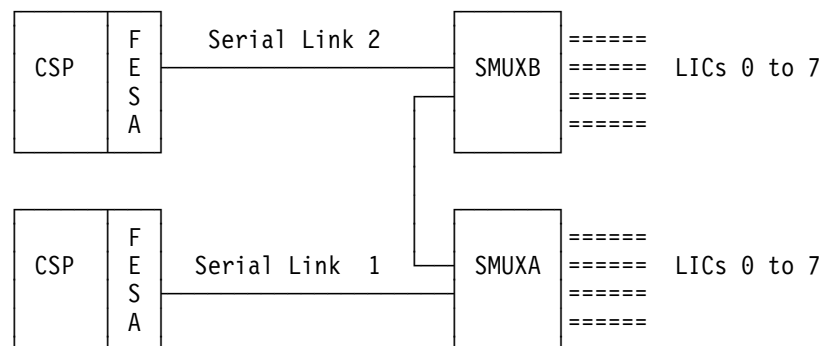 F Serial Link 2 ======
CSP E SMUXB ====== LICs 0 to 7
S ======
A ======
F ======
CSP E Serial Link 1 SMUXA ====== LICs 0 to 7
S ======
A ======